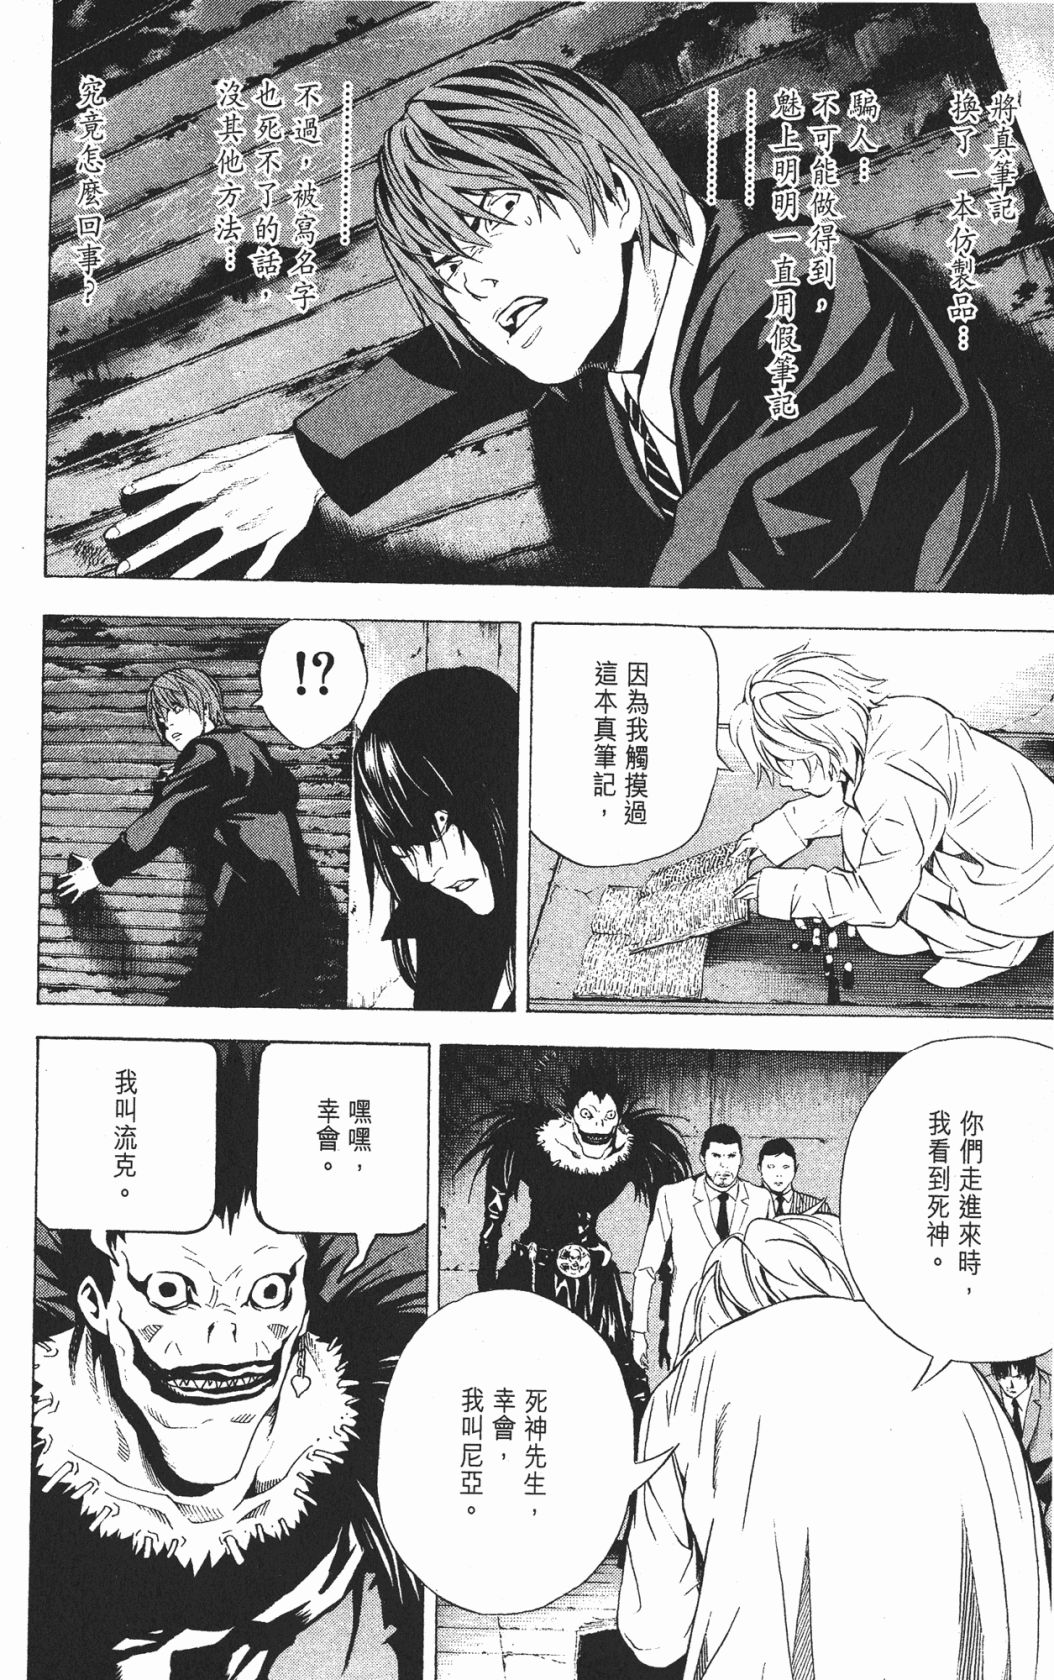 將真筆記
換了一本仿製品…
騙人…
不可能做得到，
魅上明明一直用假筆記
…………
………………
………………
不過，被寫名字
也死不了的話，
沒其他方法…
究竟怎麼回事？
因為我觸摸過
這本真筆記，
!?
你們走進來時，
我看到死神。
死神先生，
幸會，
我叫尼亞。
嘿嘿，
幸會。
我叫流克。